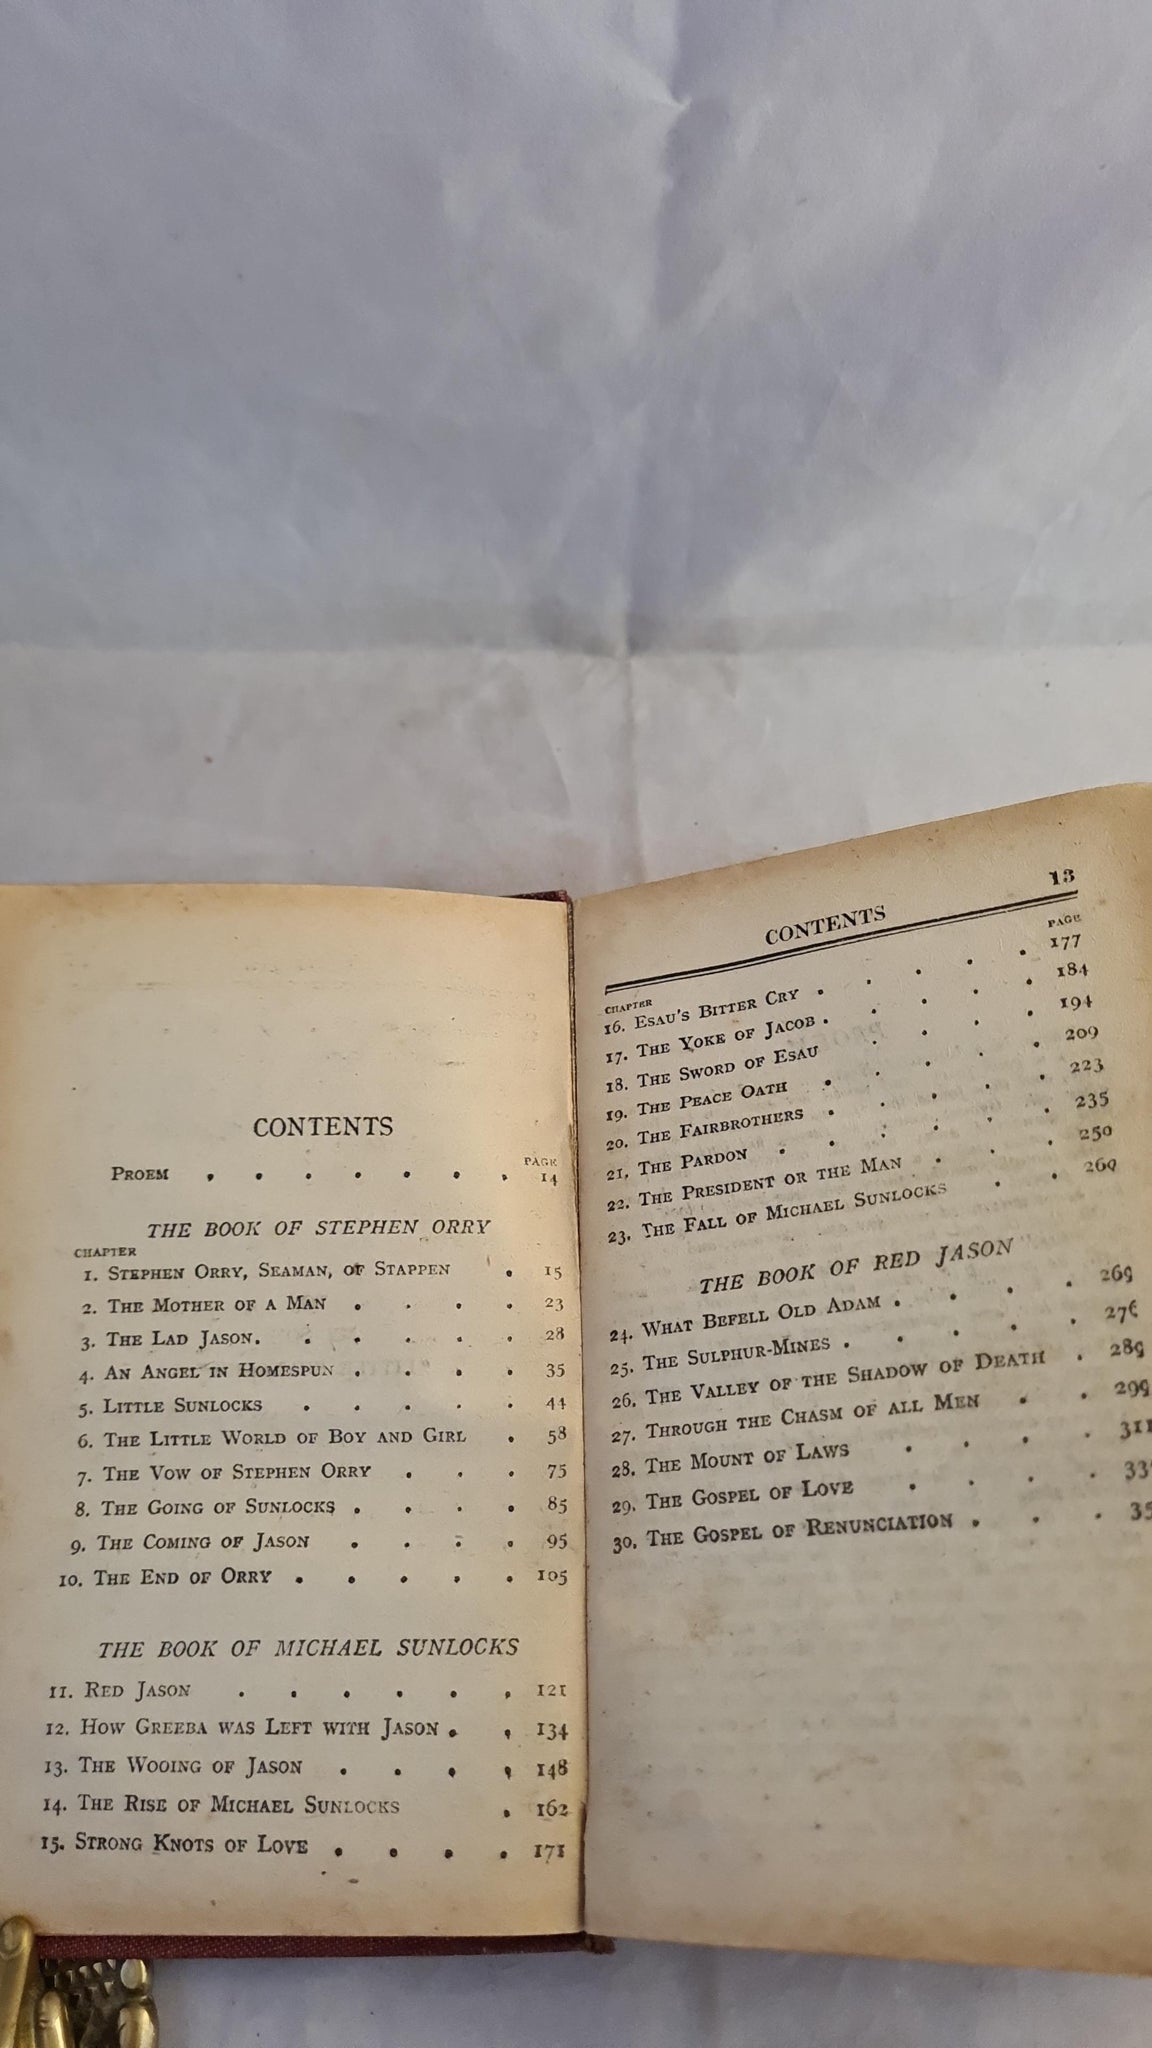 CONTENTS
PAGE
PROEM . . . . . . . 14
THE BOOK OF STEPHEN ORRY
CHAPTER
1. STEPHEN ORRY, SEAMAN, OF STAPPEN . 15
2. THE MOTHER OF A MAN . . . . 23
3. THE LAD JASON. . . . . . 28
4. AN ANGEL IN HOMESPUN . . . . 35
5. LITTLE SUNLOCKS . . . . . 44
6. THE LITTLE WORLD OF BOY AND GIRL . 58
7. THE VOW OF STEPHEN ORRY . . . 75
8. THE GOING OF SUNLOCKS . . . . 85
9. THE COMING OF JASON . . . . 95
10. THE END OF ORRY . . . . . 105
THE BOOK OF MICHAEL SUNLOCKS
11. RED JASON . . . . . . 121
12. HOW GREEBA WAS LEFT WITH JASON . . 134
13. THE WOOING OF JASON . . . . 148
14. THE RISE OF MICHAEL SUNLOCKS . 162
15. STRONG KNOTS OF LOVE . . . . 171
CONTENTS 13
CHAPTER PAGE
16. ESAU'S BITTER CRY . . . . . 177
17. THE YOKE OF JACOB . . . . . 184
18. THE SWORD OF ESAU . . . . 194
19. THE PEACE OATH . . . . . 209
20. THE FAIRBROTHERS . . . . . 223
21. THE PARDON . . . . . . 235
22. THE PRESIDENT OR THE MAN . . . 250
23. THE FALL OF MICHAEL SUNLOCKS . . 260
THE BOOK OF RED JASON
24. WHAT BEFELL OLD ADAM . . . . 269
25. THE SULPHUR-MINES . . . . . 276
26. THE VALLEY OF THE SHADOW OF DEATH . 289
27. THROUGH THE CHASM OF ALL MEN . . 299
28. THE MOUNT OF LAWS . . . . 311
29. THE GOSPEL OF LOVE . . . . 33
30. THE GOSPEL OF RENUNCIATION . . . 35